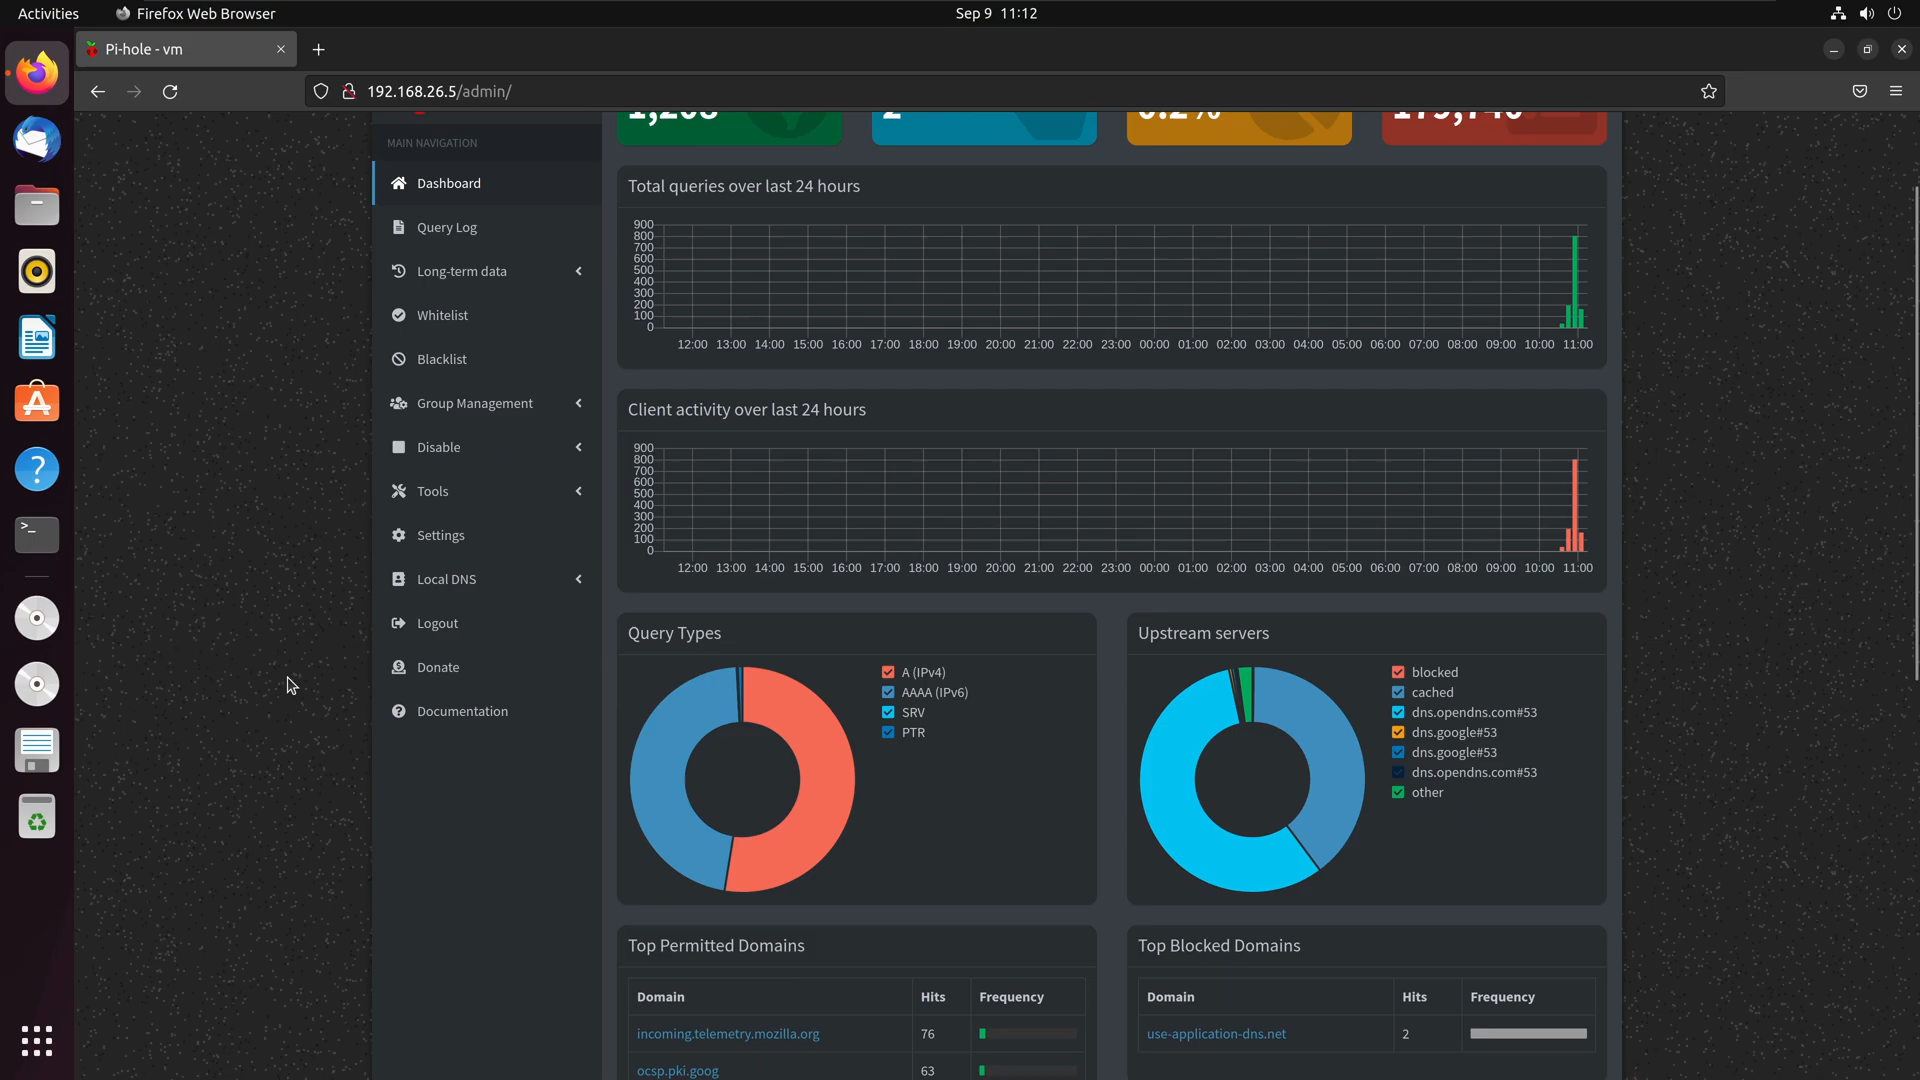 Activities Firefox Web Browser Sep 9 11:12
Pi-hole - vm
192.168.26.5/admin/
1,208 2 0.2% 179,740
MAIN NAVIGATION
Dashboard
Query Log
Long-term data
Whitelist
Blacklist
Group Management
Disable
Tools
Settings
Local DNS
Logout
Donate
Documentation
Total queries over last 24 hours
900
800
700
600
500
400
300
200
100
0
12:00 13:00 14:00 15:00 16:00 17:00 18:00 19:00 20:00 21:00 22:00 23:00 00:00 01:00 02:00 03:00 04:00 05:00 06:00 07:00 08:00 09:00 10:00 11:00
Client activity over last 24 hours
900
800
700
600
500
400
300
200
100
0
12:00 13:00 14:00 15:00 16:00 17:00 18:00 19:00 20:00 21:00 22:00 23:00 00:00 01:00 02:00 03:00 04:00 05:00 06:00 07:00 08:00 09:00 10:00 11:00
Query Types
A (IPv4)
AAAA (IPv6)
SRV
PTR
Upstream servers
blocked
cached
dns.opendns.com#53
dns.google#53
dns.google#53
dns.opendns.com#53
other
Top Permitted Domains
Domain Hits Frequency
incoming.telemetry.mozilla.org 76
ocsp.pki.goog 63
Top Blocked Domains
Domain Hits Frequency
use-application-dns.net 2